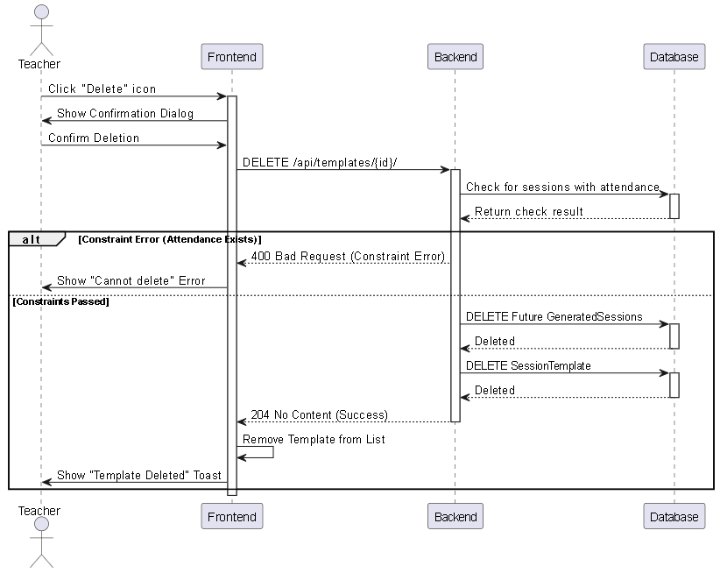 Teacher
Frontend
Backend
Database
Click "Delete" icon
Show Confirmation Dialog
Confirm Deletion
DELETE /api/templates/{id}/
Check for sessions with attendance
Return check result
alt [Constraint Error (Attendance Exists)]
400 Bad Request (Constraint Error)
Show "Cannot delete" Error
[Constraints Passed]
DELETE Future GeneratedSessions
Deleted
DELETE SessionTemplate
Deleted
204 No Content (Success)
Remove Template from List
Show "Template Deleted" Toast
Teacher
Frontend
Backend
Database